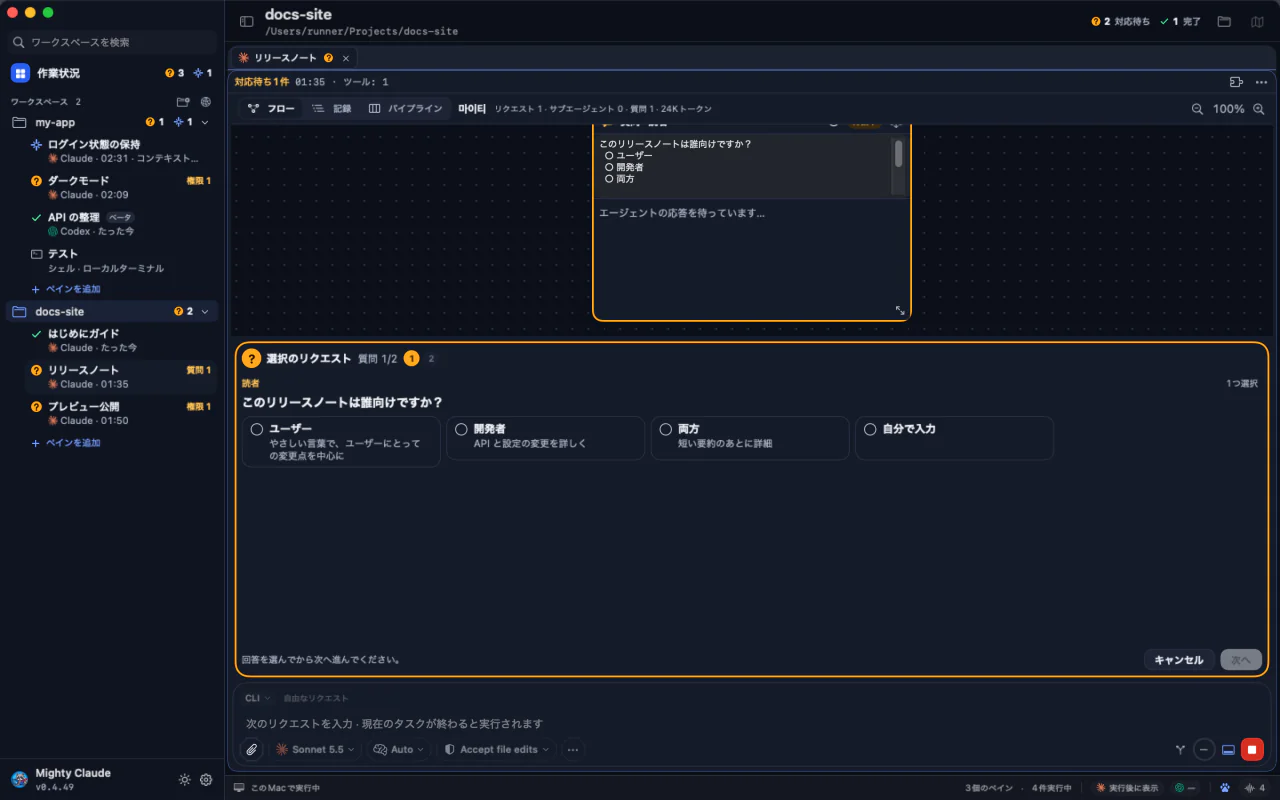 docs-site
/Users/runner/Projects/docs-site
2 対応待ち
1 完了
ワークスペースを検索
作業状況
3
1
ワークスペース 2
my-app
1
1
ログイン状態の保持
Claude · 02:31 · コンテキスト...
ダークモード
権限 1
Claude · 02:09
API の整理
ベータ
Codex · たった今
テスト
シェル · ローカルターミナル
+ ペインを追加
docs-site
2
はじめにガイド
Claude · たった今
リリースノート
質問 1
Claude · 01:35
プレビュー公開
権限 1
Claude · 01:50
+ ペインを追加
Mighty Claude
v0.4.49
リリースノート
対応待ち1件 01:35 · ツール: 1
フロー
記録
パイプライン
마이티
リクエスト 1 · サブエージェント 0 · 質問 1 · 24Kトークン
100%
このリリースノートは誰向けですか？
ユーザー
開発者
両方
エージェントの応答を待っています...
選択のリクエスト 質問 1/2 1 2
読者
1つ選択
このリリースノートは誰向けですか？
ユーザー
やさしい言葉で、ユーザーにとって
の変更点を中心に
開発者
API と設定の変更を詳しく
両方
短い要約のあとに詳細
自分で入力
回答を選んでから次へ進んでください。
キャンセル
次へ
CLI
自由なリクエスト
次のリクエストを入力 · 現在のタスクが終わると実行されます
Sonnet 5.5
Auto
Accept file edits
このMacで実行中
3個のペイン · 4件実行中
実行後に表示
4